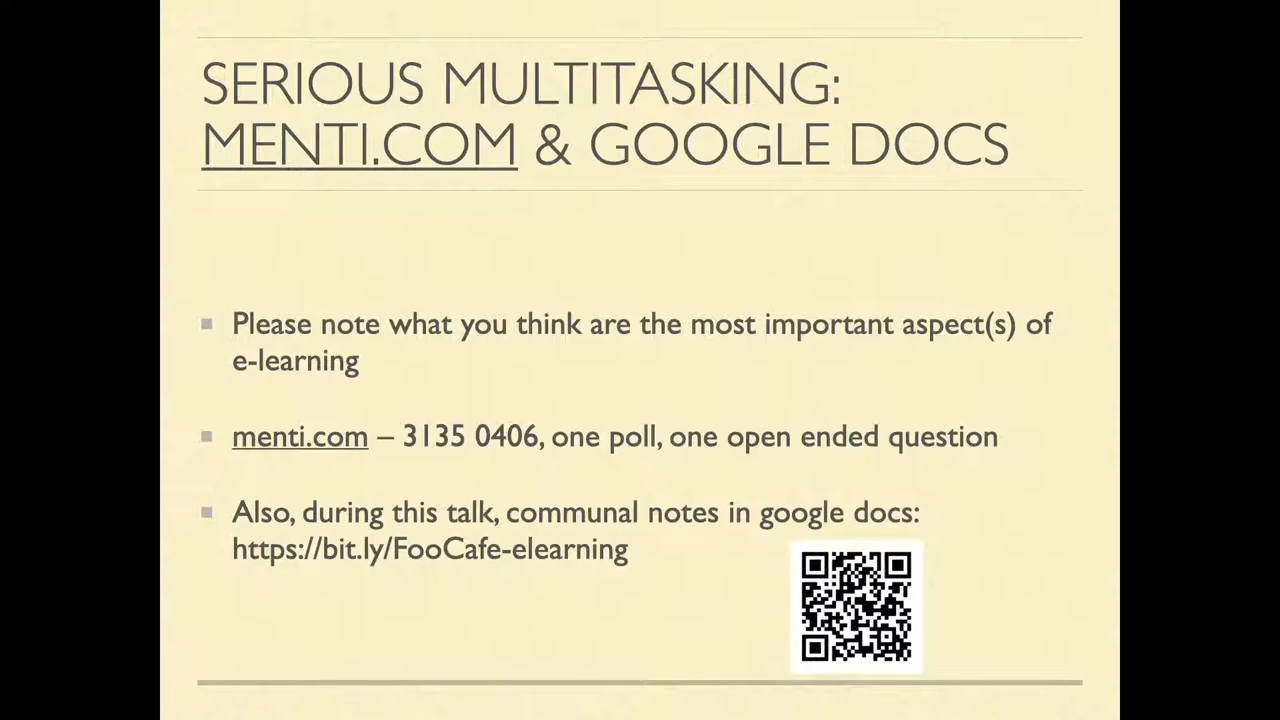 SERIOUS MULTITASKING:
MENTI.COM & GOOGLE DOCS
Please note what you think are the most important aspect(s) of
e-learning
menti.com – 3135 0406, one poll, one open ended question
Also, during this talk, communal notes in google docs:
https://bit.ly/FooCafe-elearning